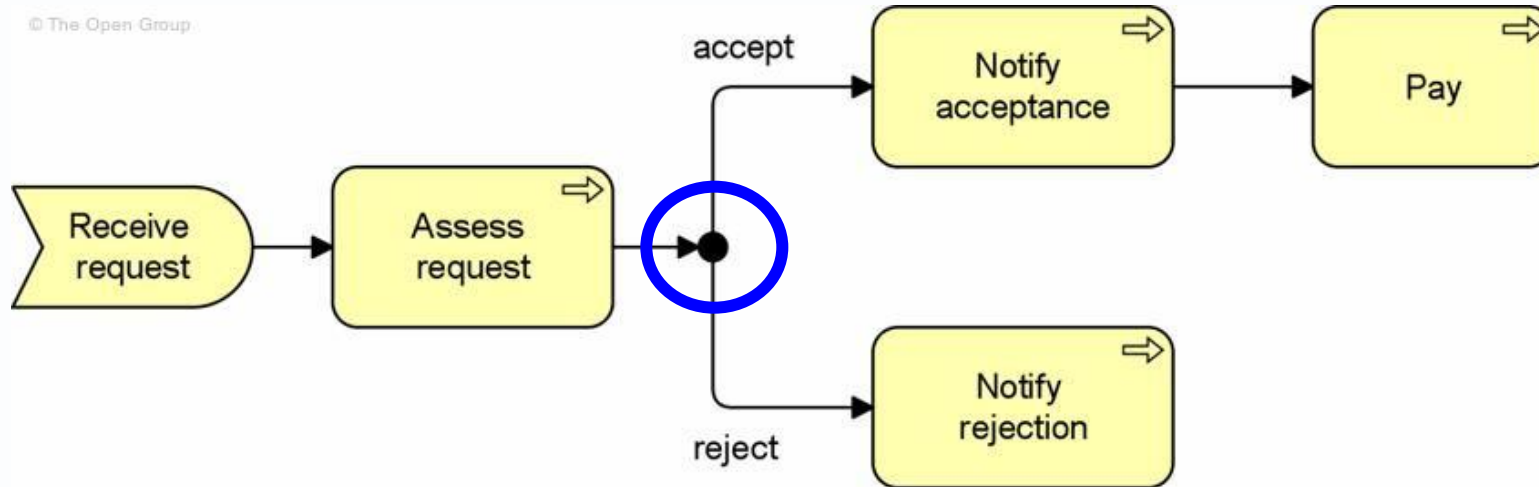 © The Open Group
accept
Notify
acceptance
Pay
Receive
request
Assess
request
Notify
rejection
reject